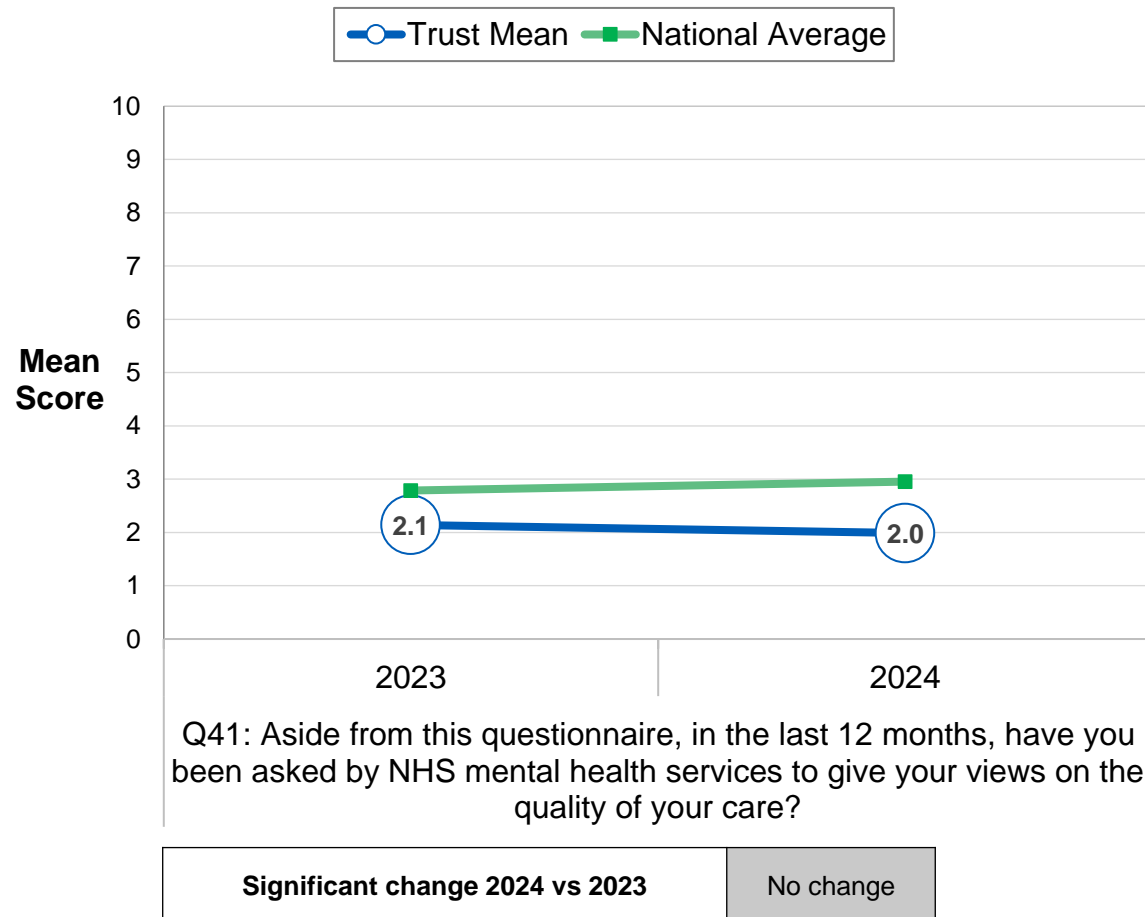 Trust Mean National Average
10
9
8
7
6
5
4
3
2
1
0
Mean
Score
2.1
2.0
2023 2024
Q41: Aside from this questionnaire, in the last 12 months, have you
been asked by NHS mental health services to give your views on the
quality of your care?
Significant change 2024 vs 2023 No change